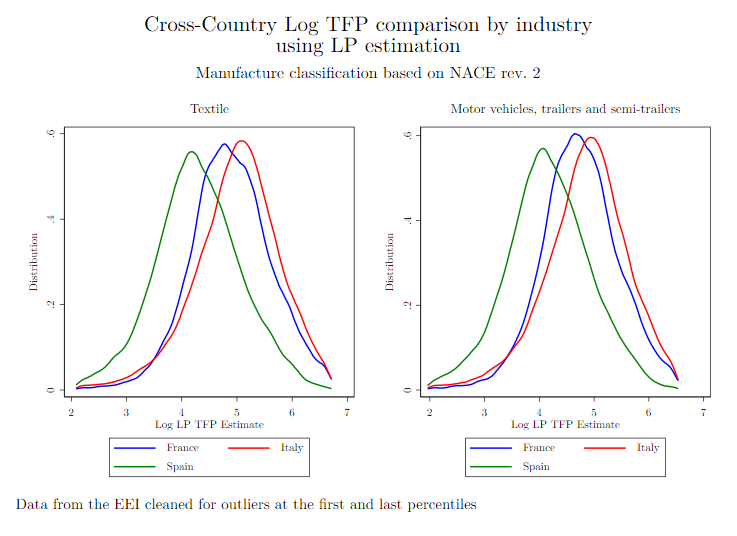 Cross-Country Log TFP comparison by industry
using LP estimation
Manufacture classification based on NACE rev. 2
Textile
Distribution
0
.2
.4
.6
2 3 4 5 6 7
Log LP TFP Estimate
France Italy
Spain
Motor vehicles, trailers and semi-trailers
Distribution
0
.2
.4
.6
2 3 4 5 6 7
Log LP TFP Estimate
France Italy
Spain
Data from the EEI cleaned for outliers at the first and last percentiles